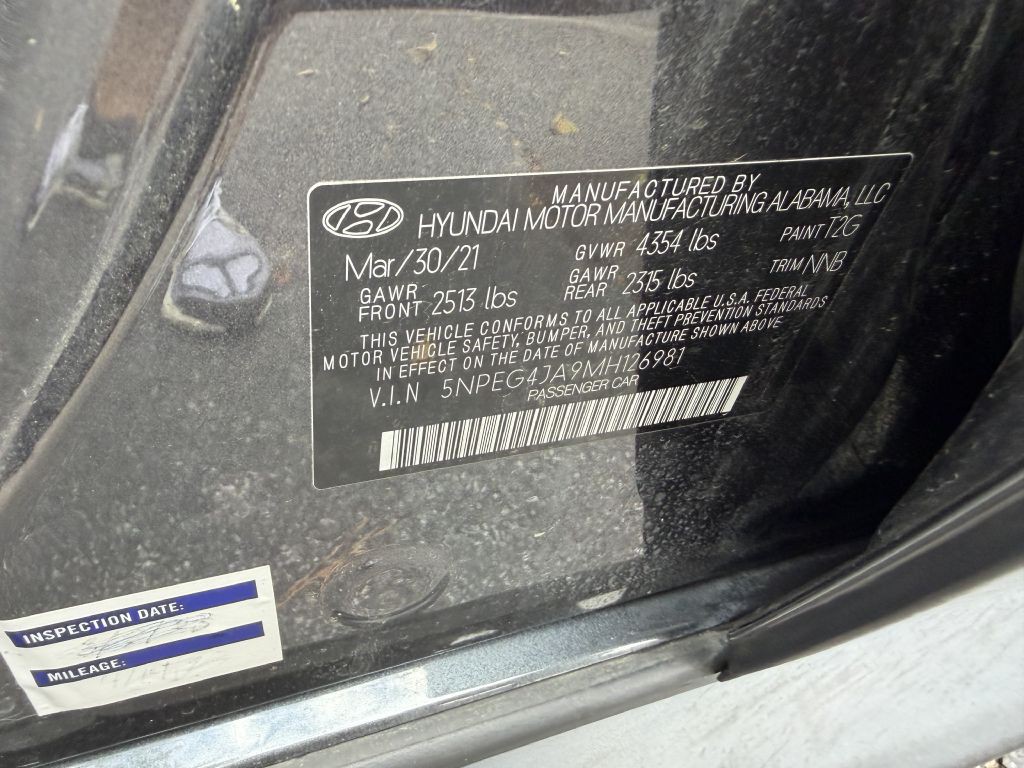 MANUFACTURED BY
HYUNDAI MOTOR MANUFACTURING ALABAMA, LLC
Mar/30/21 GVWR 4354 lbs PAINT T2G
GAWR FRONT 2513 lbs GAWR REAR 2315 lbs TRIM NNB
THIS VEHICLE CONFORMS TO ALL APPLICABLE U.S.A. FEDERAL
MOTOR VEHICLE SAFETY, BUMPER, AND THEFT PREVENTION STANDARDS
IN EFFECT ON THE DATE OF MANUFACTURE SHOWN ABOVE
V.I.N 5NPEG4JA9MH126981
PASSENGER CAR
INSPECTION DATE:
MILEAGE: